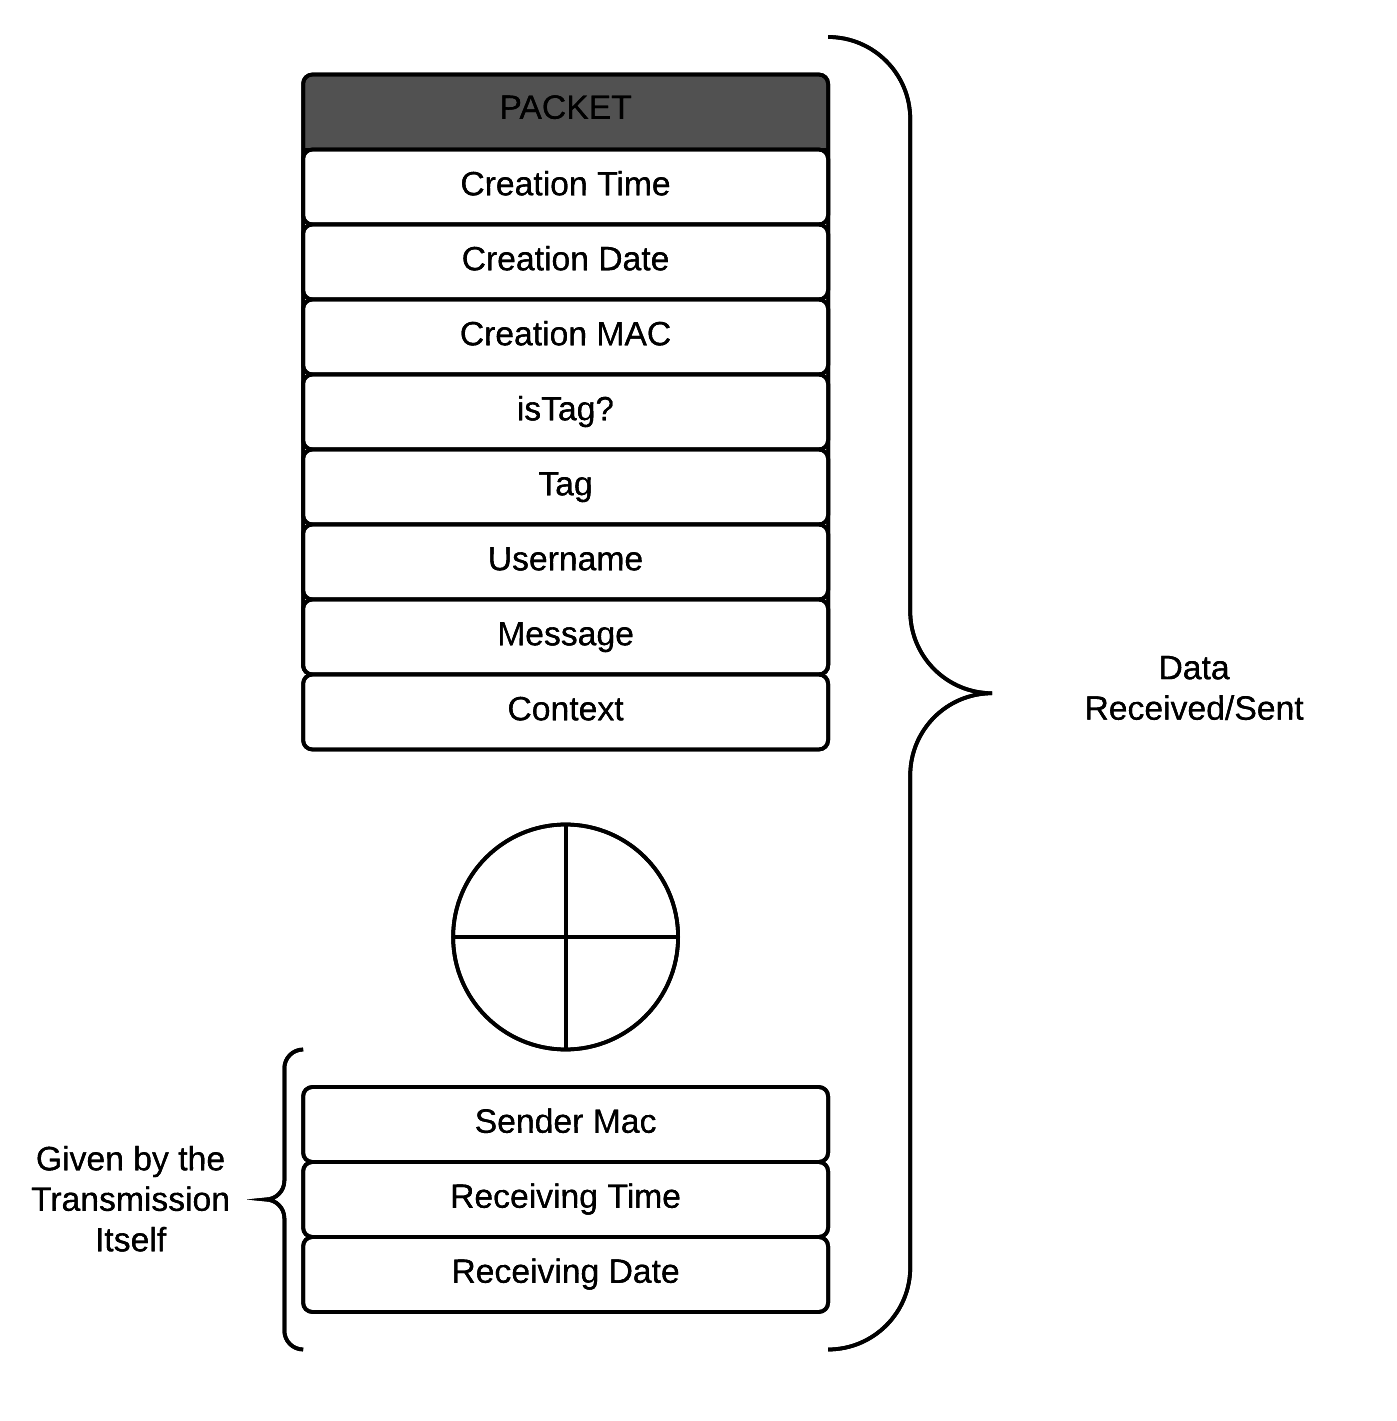 PACKET
Creation Time
Creation Date
Creation MAC
isTag?
Tag
Username
Message
Context
Data
Received/Sent
Sender Mac
Receiving Time
Receiving Date
Given by the
Transmission
Itself